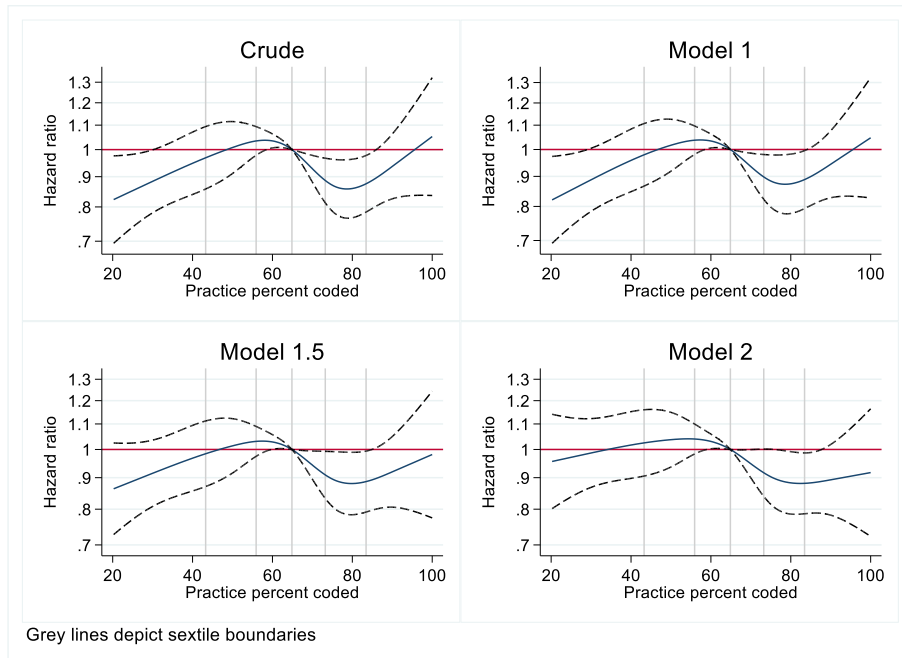 Crude
Hazard ratio
1.3
1.2
1.1
1
.9
.8
.7
20 40 60 80 100
Practice percent coded
Model 1
Hazard ratio
1.3
1.2
1.1
1
.9
.8
.7
20 40 60 80 100
Practice percent coded
Model 1.5
Hazard ratio
1.3
1.2
1.1
1
.9
.8
.7
20 40 60 80 100
Practice percent coded
Model 2
Hazard ratio
1.3
1.2
1.1
1
.9
.8
.7
20 40 60 80 100
Practice percent coded
Grey lines depict sextile boundaries